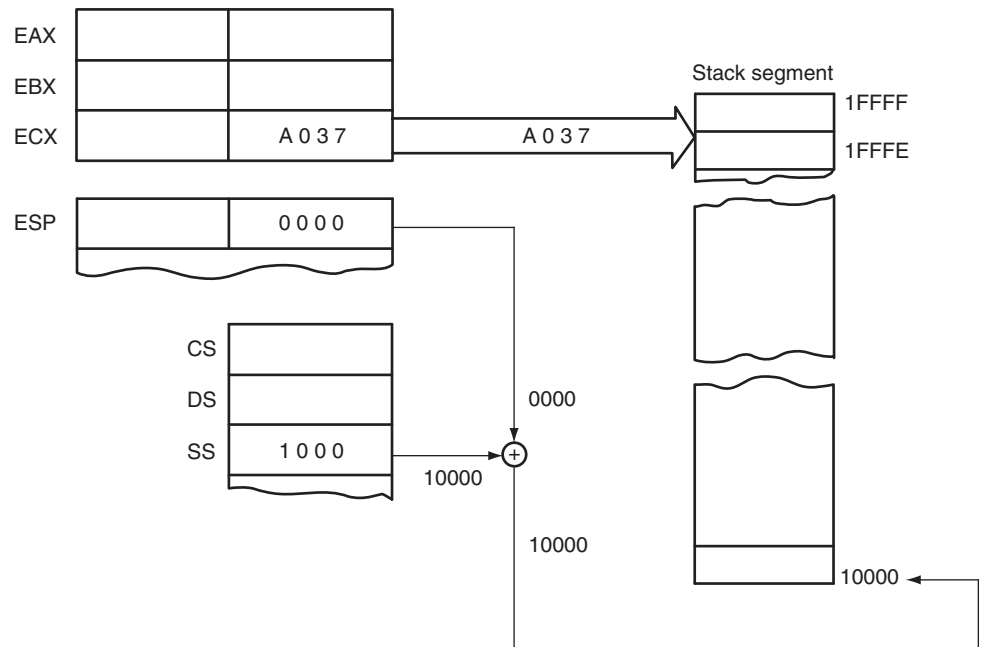 EAX
EBX
ECX A 0 3 7 A 0 3 7
Stack segment
1FFFF
1FFFE
ESP 0 0 0 0
CS
DS
0000
SS 1 0 0 0
+
10000
10000
10000